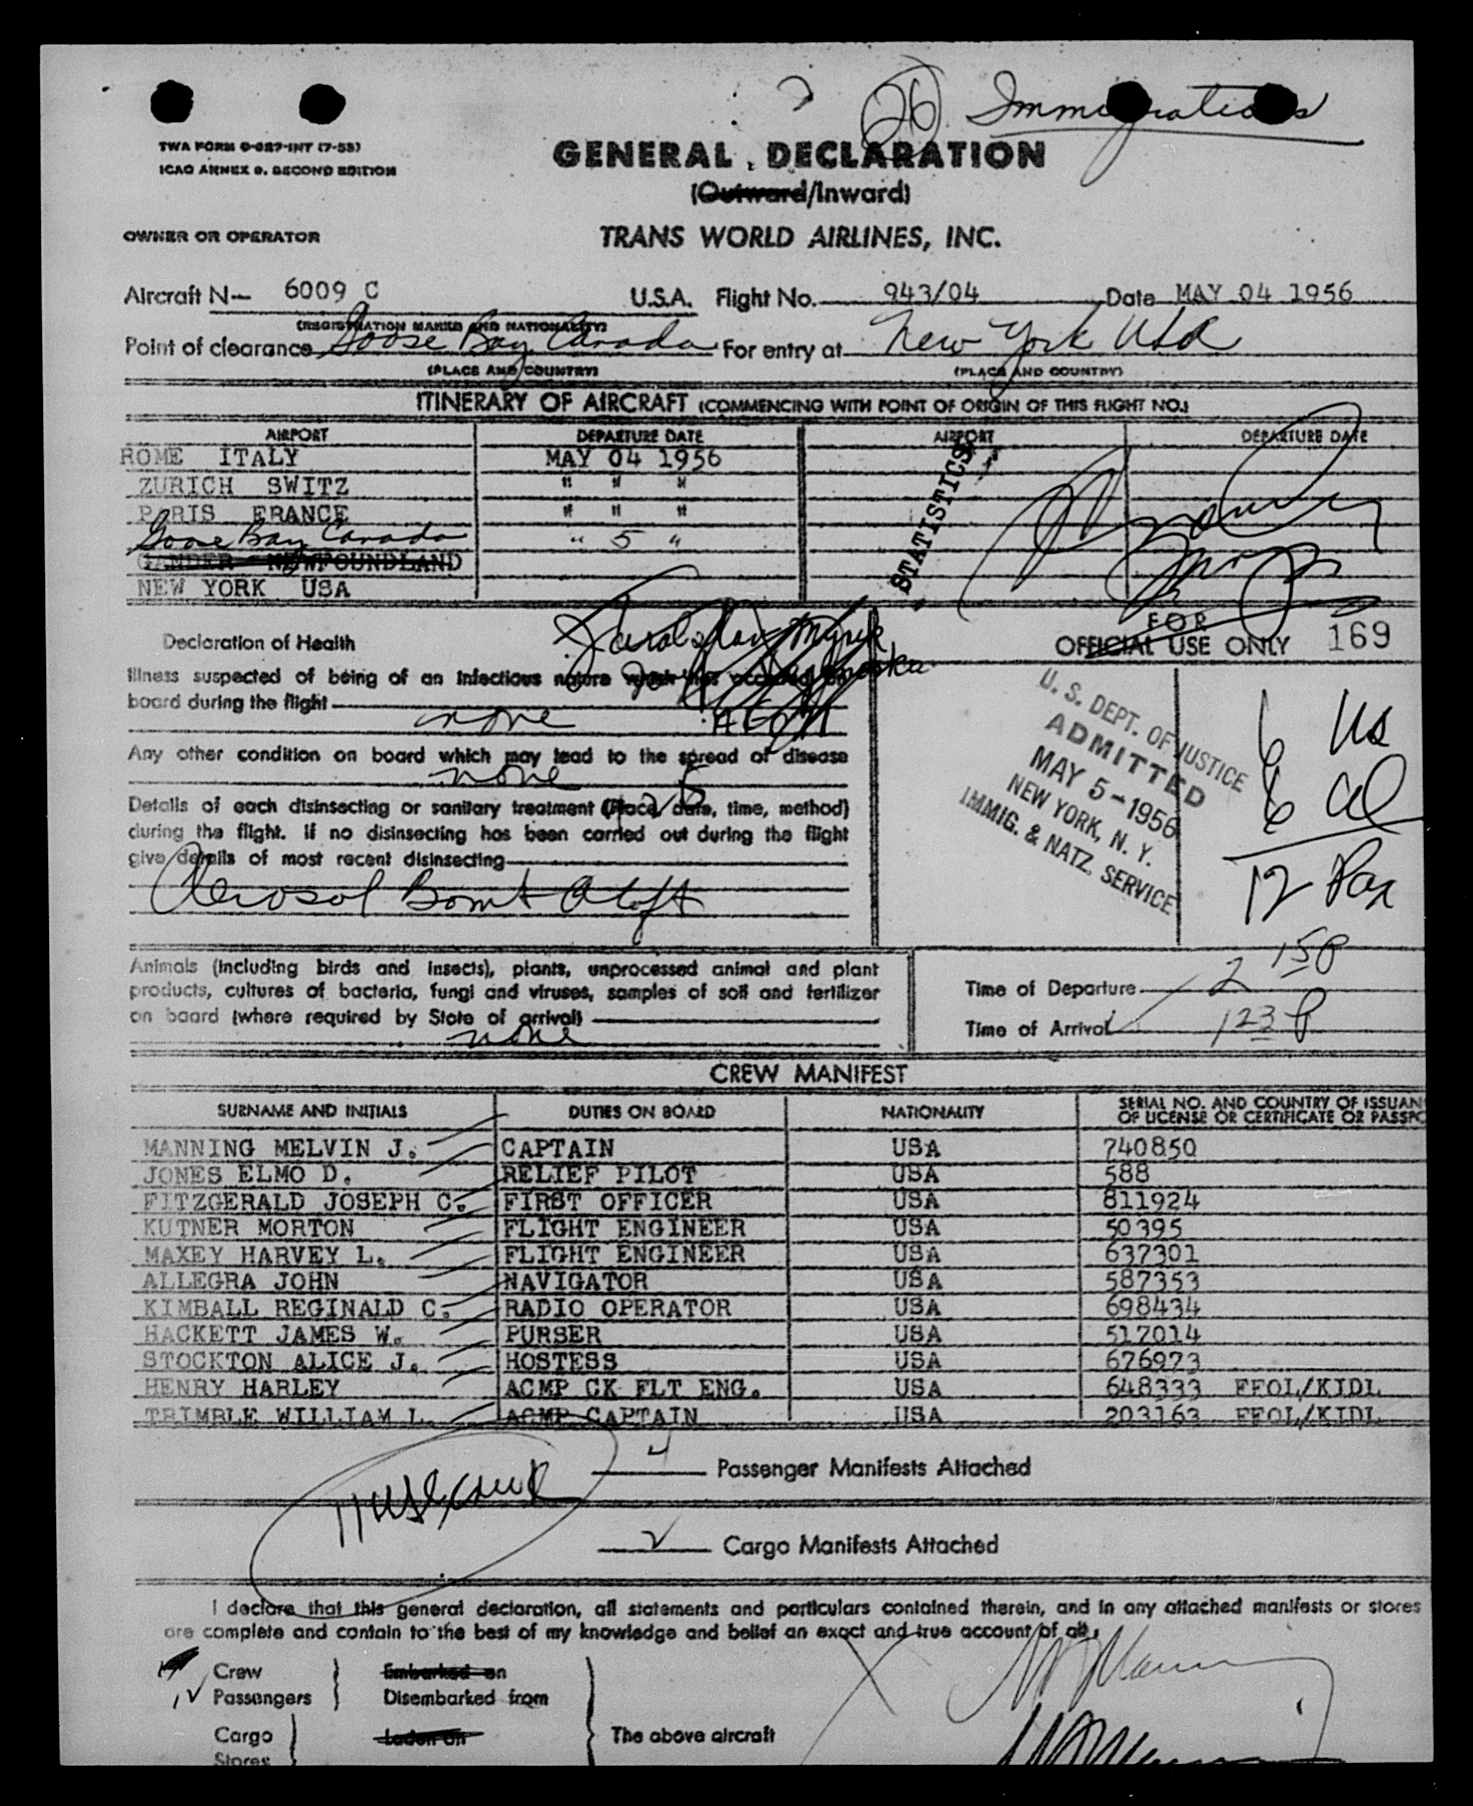 26 Immigrations
TWA FORM O-027-INT (7-55)
ICAO ANNEX 9, SECOND EDITION
GENERAL DECLARATION
(Outward/Inward)
OWNER OR OPERATOR
TRANS WORLD AIRLINES, INC.
Aircraft N— 6009 C U.S.A. Flight No. 943/04 Date MAY 04 1956
(REGISTRATION MARKS AND NATIONALITY)
Point of clearance Goose Bay Canada For entry at New York USA
(PLACE AND COUNTRY) (PLACE AND COUNTRY)
ITINERARY OF AIRCRAFT (COMMENCING WITH POINT OF ORIGIN OF THIS FLIGHT NO.)
AIRPORT DEPARTURE DATE AIRPORT DEPARTURE DATE
ROME ITALY MAY 04 1956
ZURICH SWITZ " " "
PARIS FRANCE " " "
Goose Bay Canada " 5 "
GANDER NEWFOUNDLAND
NEW YORK USA
STATISTICS
Declaration of Health
FOR
OFFICIAL USE ONLY 169
Illness suspected of being of an infectious nature which has occurred on
board during the flight
none
Any other condition on board which may lead to the spread of disease
none
Details of each disinsecting or sanitary treatment (Place, date, time, method)
during the flight. If no disinsecting has been carried out during the flight
give details of most recent disinsecting
Aerosol Bomb Aloft
U. S. DEPT. OF JUSTICE
ADMITTED
MAY 5 - 1956
NEW YORK, N. Y.
IMMIG. & NATZ. SERVICE
6 US
6 al
12 Pax
Animals (including birds and insects), plants, unprocessed animal and plant
products, cultures of bacteria, fungi and viruses, samples of soil and fertilizer
on board (where required by State of arrival)
none
Time of Departure 2 158
Time of Arrival 123 P
CREW MANIFEST
SURNAME AND INITIALS DUTIES ON BOARD NATIONALITY SERIAL NO. AND COUNTRY OF ISSUAN
OF LICENSE OR CERTIFICATE OR PASSPO
MANNING MELVIN J. CAPTAIN USA 740850
JONES ELMO D. RELIEF PILOT USA 588
FITZGERALD JOSEPH C. FIRST OFFICER USA 811924
KUTNER MORTON FLIGHT ENGINEER USA 50395
MAXEY HARVEY L. FLIGHT ENGINEER USA 637301
ALLEGRA JOHN NAVIGATOR USA 587353
KIMBALL REGINALD C. RADIO OPERATOR USA 698434
HACKETT JAMES W. PURSER USA 517014
STOCKTON ALICE J. HOSTESS USA 676973
HENRY HARLEY ACMP CK FLT ENG. USA 648333 FFOL/KIDL
TRIMBLE WILLIAM L. ACMP CAPTAIN USA 203163 FFOL/KIDL
4 Passenger Manifests Attached
2 Cargo Manifests Attached
I declare that this general declaration, all statements and particulars contained therein, and in any attached manifests or stores
are complete and contain to the best of my knowledge and belief an exact and true account of all,
Crew Embarked on
Passengers Disembarked from
Cargo Laden on The above aircraft
Stores